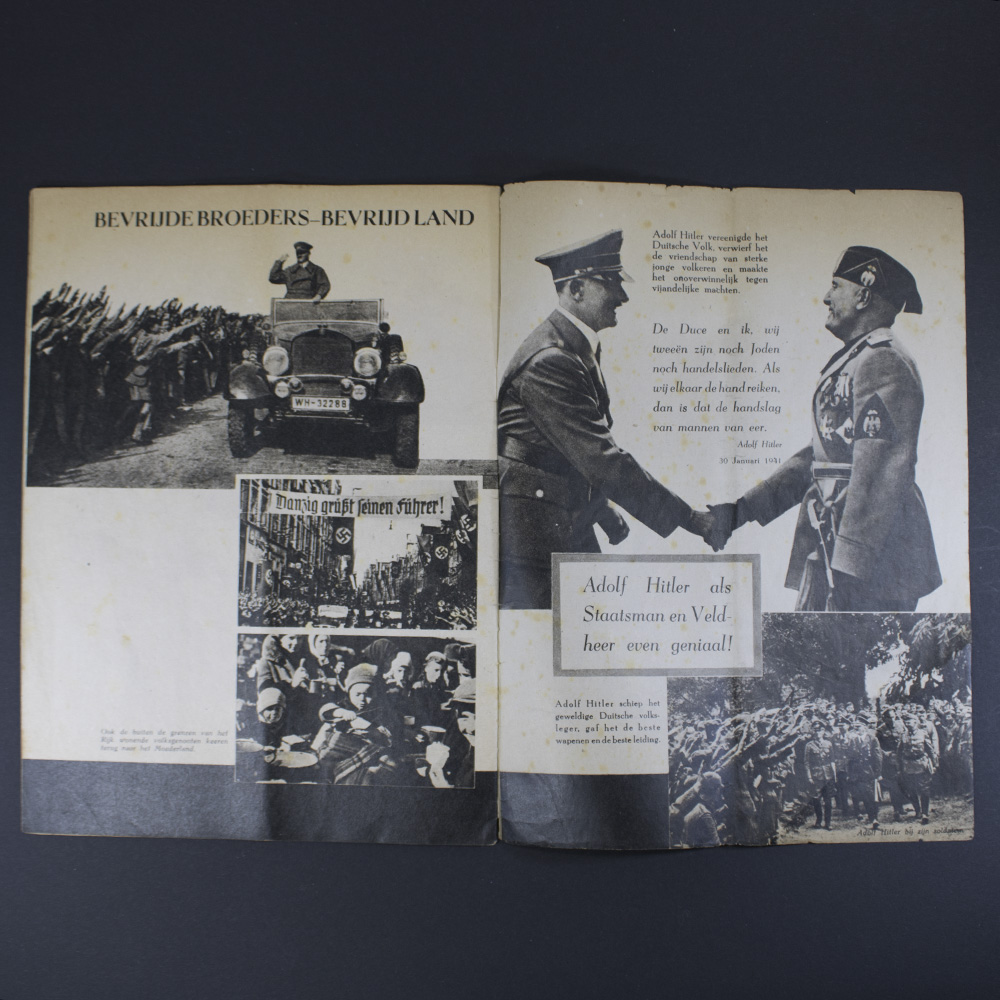 BEVRIJDE BROEDERS–BEVRIJD LAND
WH-32288
Danzig grüßt seinen Führer!
Ook de buiten de grenzen van het
Rijk wonende volksgenooten keeren
terug naar het Moederland.
Adolf Hitler vereenigde het
Duitsche Volk, verwierf het
de vriendschap van sterke
jonge volkeren en maakte
het onoverwinnelijk tegen
vijandelijke machten.
De Duce en ik, wij
tweeën zijn noch Joden
noch handelslieden. Als
wij elkaar de hand reiken,
dan is dat de handslag
van mannen van eer.
Adolf Hitler
30 Januari 1941
Adolf Hitler als
Staatsman en Veld-
heer even geniaal!
Adolf Hitler schiep het
geweldige Duitsche volks-
leger, gaf het de beste
wapenen en de beste leiding.
Adolf Hitler bij zijn soldaten.